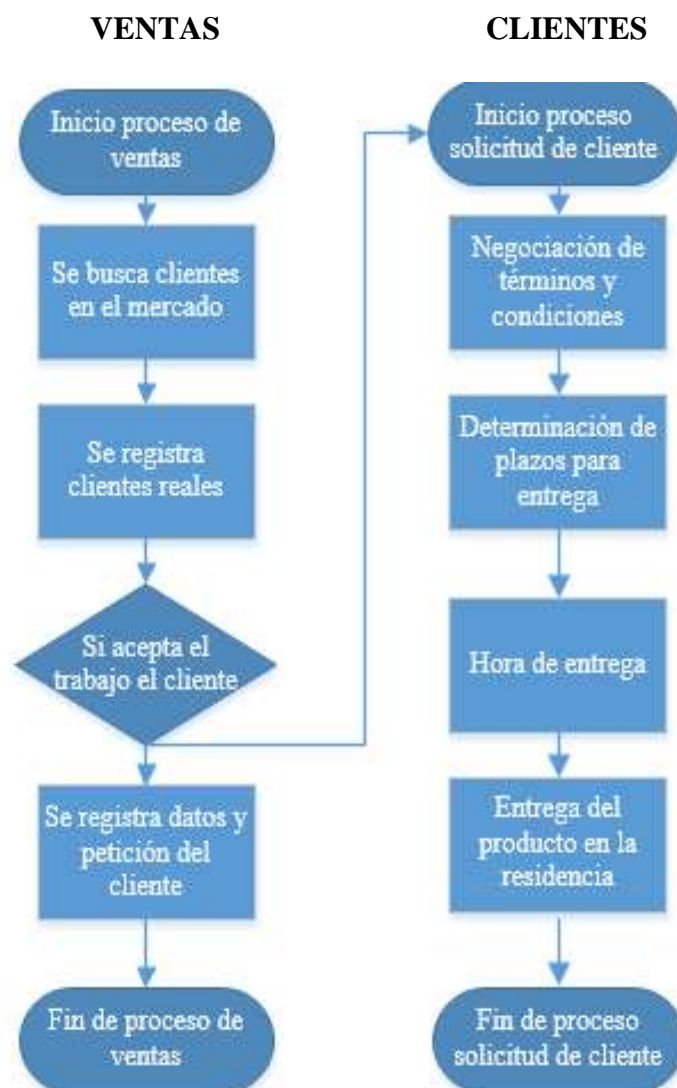 VENTAS
CLIENTES
Inicio proceso de
ventas
Se busca clientes
en el mercado
Se registra
clientes reales
Si acepta el
trabajo el cliente
Se registra datos y
petición del
cliente
Fin de proceso de
ventas
Inicio proceso
solicitud de cliente
Negociación de
términos y
condiciones
Determinación de
plazos para
entrega
Hora de entrega
Entrega del
producto en la
residencia
Fin de proceso
solicitud de cliente